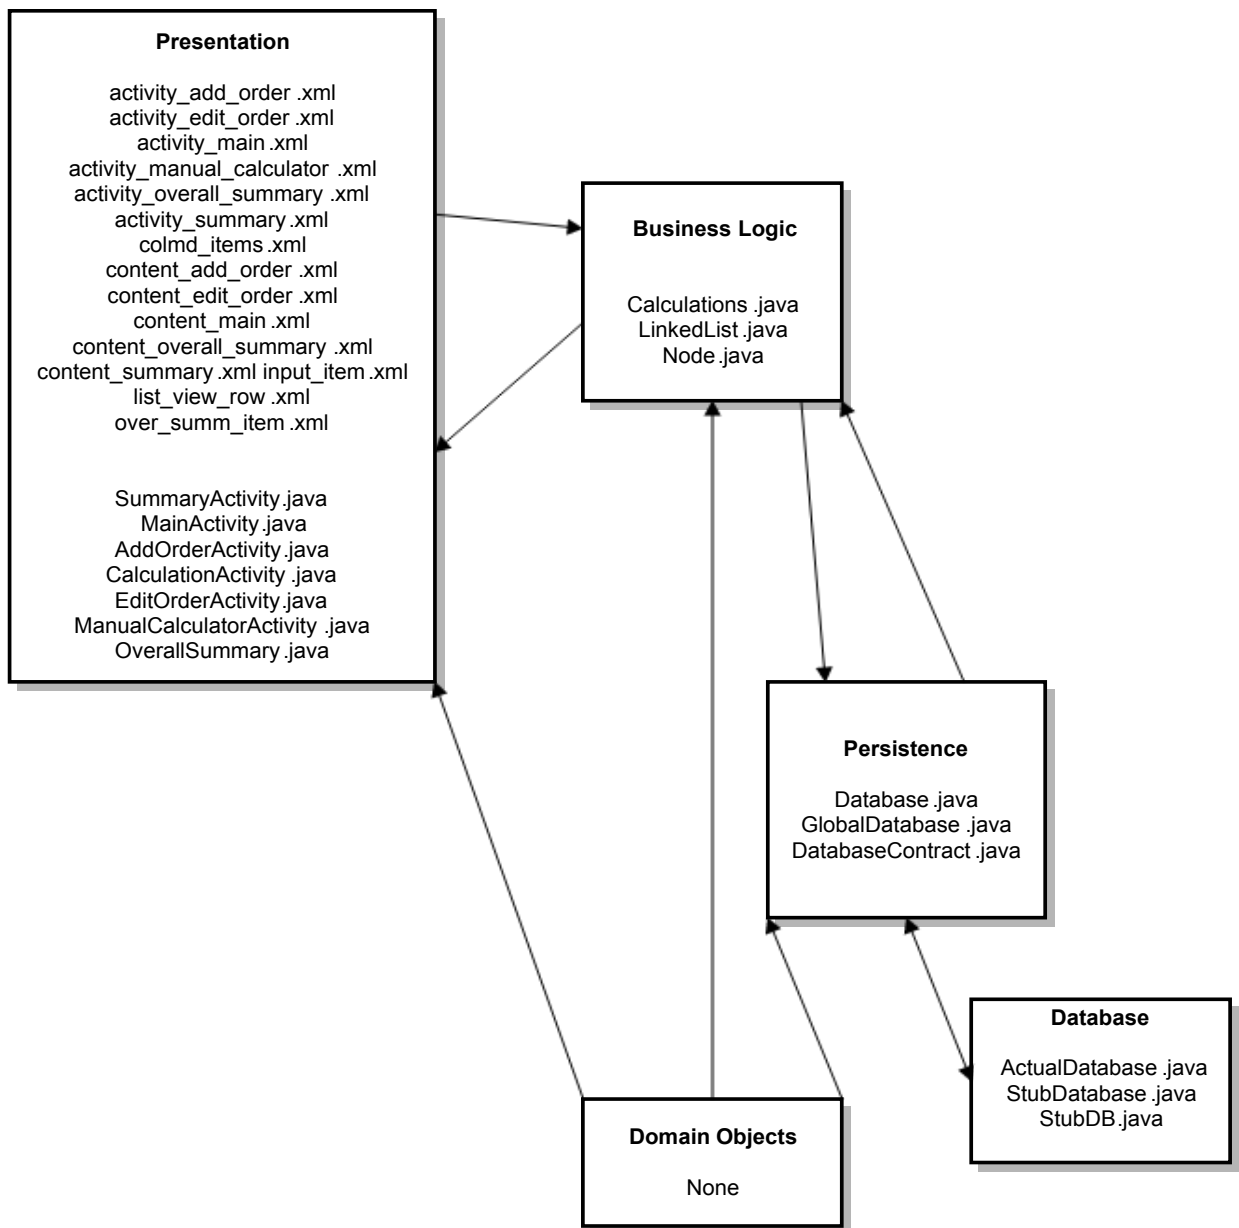 Presentation
activity_add_order .xml
activity_edit_order .xml
activity_main.xml
activity_manual_calculator .xml
activity_overall_summary .xml
activity_summary.xml
colmd_items.xml
content_add_order .xml
content_edit_order .xml
content_main.xml
content_overall_summary .xml
content_summary.xml input_item.xml
list_view_row .xml
over_summ_item .xml
SummaryActivity.java
MainActivity.java
AddOrderActivity.java
CalculationActivity .java
EditOrderActivity.java
ManualCalculatorActivity .java
OverallSummary.java
Business Logic
Calculations .java
LinkedList.java
Node.java
Persistence
Database .java
GlobalDatabase .java
DatabaseContract .java
Database
ActualDatabase .java
StubDatabase .java
StubDB.java
Domain Objects
None